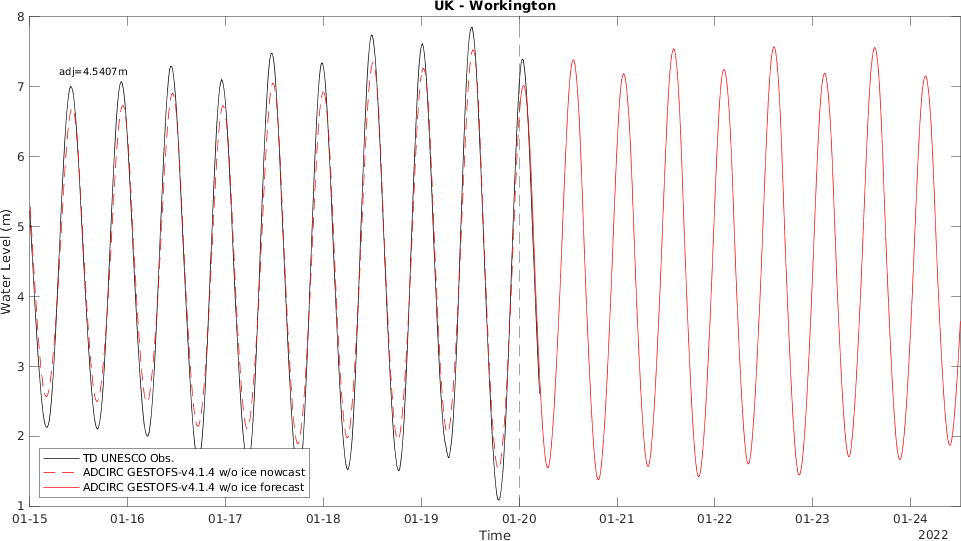 UK - Workington
8
7
6
5
4
3
2
1
Water Level (m)
adj=4.5407m
TD UNESCO Obs.
ADCIRC GESTOFS-v4.1.4 w/o ice nowcast
ADCIRC GESTOFS-v4.1.4 w/o ice forecast
01-15 01-16 01-17 01-18 01-19 01-20 01-21 01-22 01-23 01-24
Time
2022